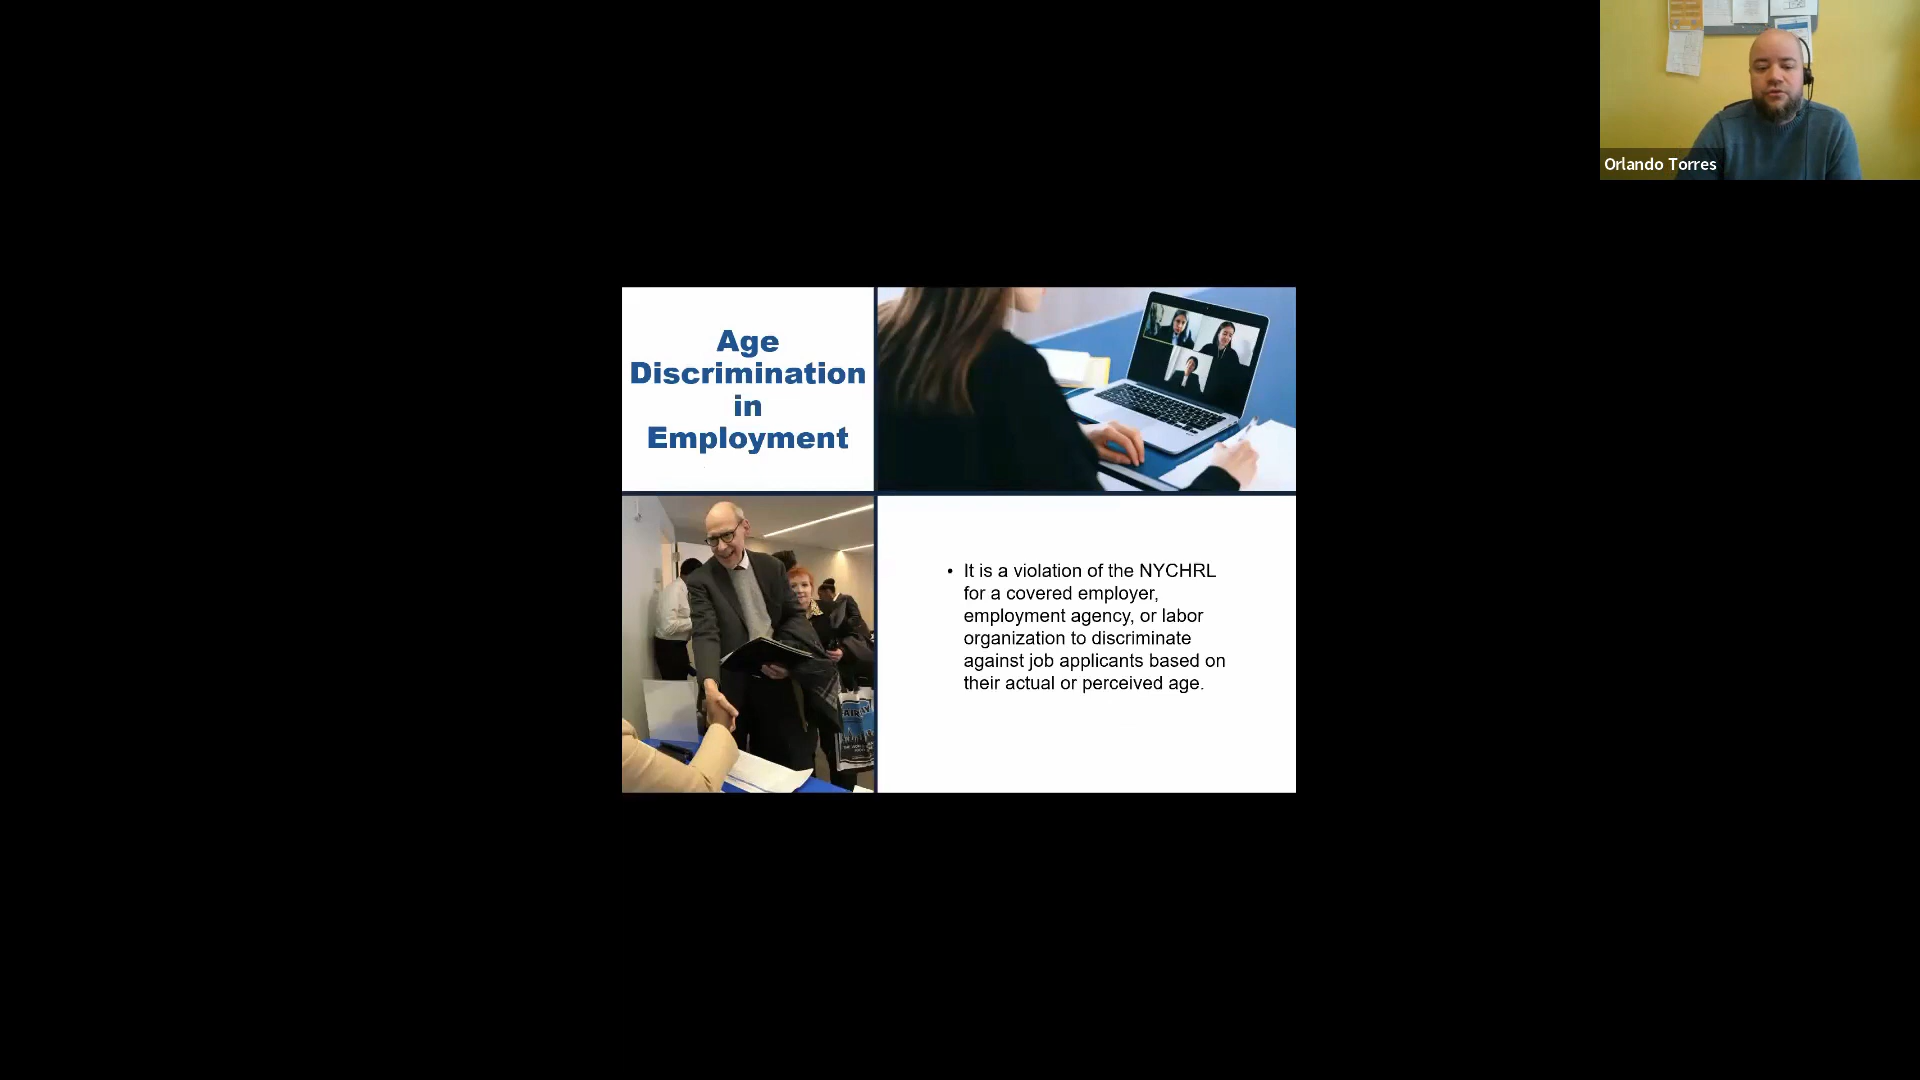 Orlando Torres
Age
Discrimination
in
Employment
• It is a violation of the NYCHRL
for a covered employer,
employment agency, or labor
organization to discriminate
against job applicants based on
their actual or perceived age.